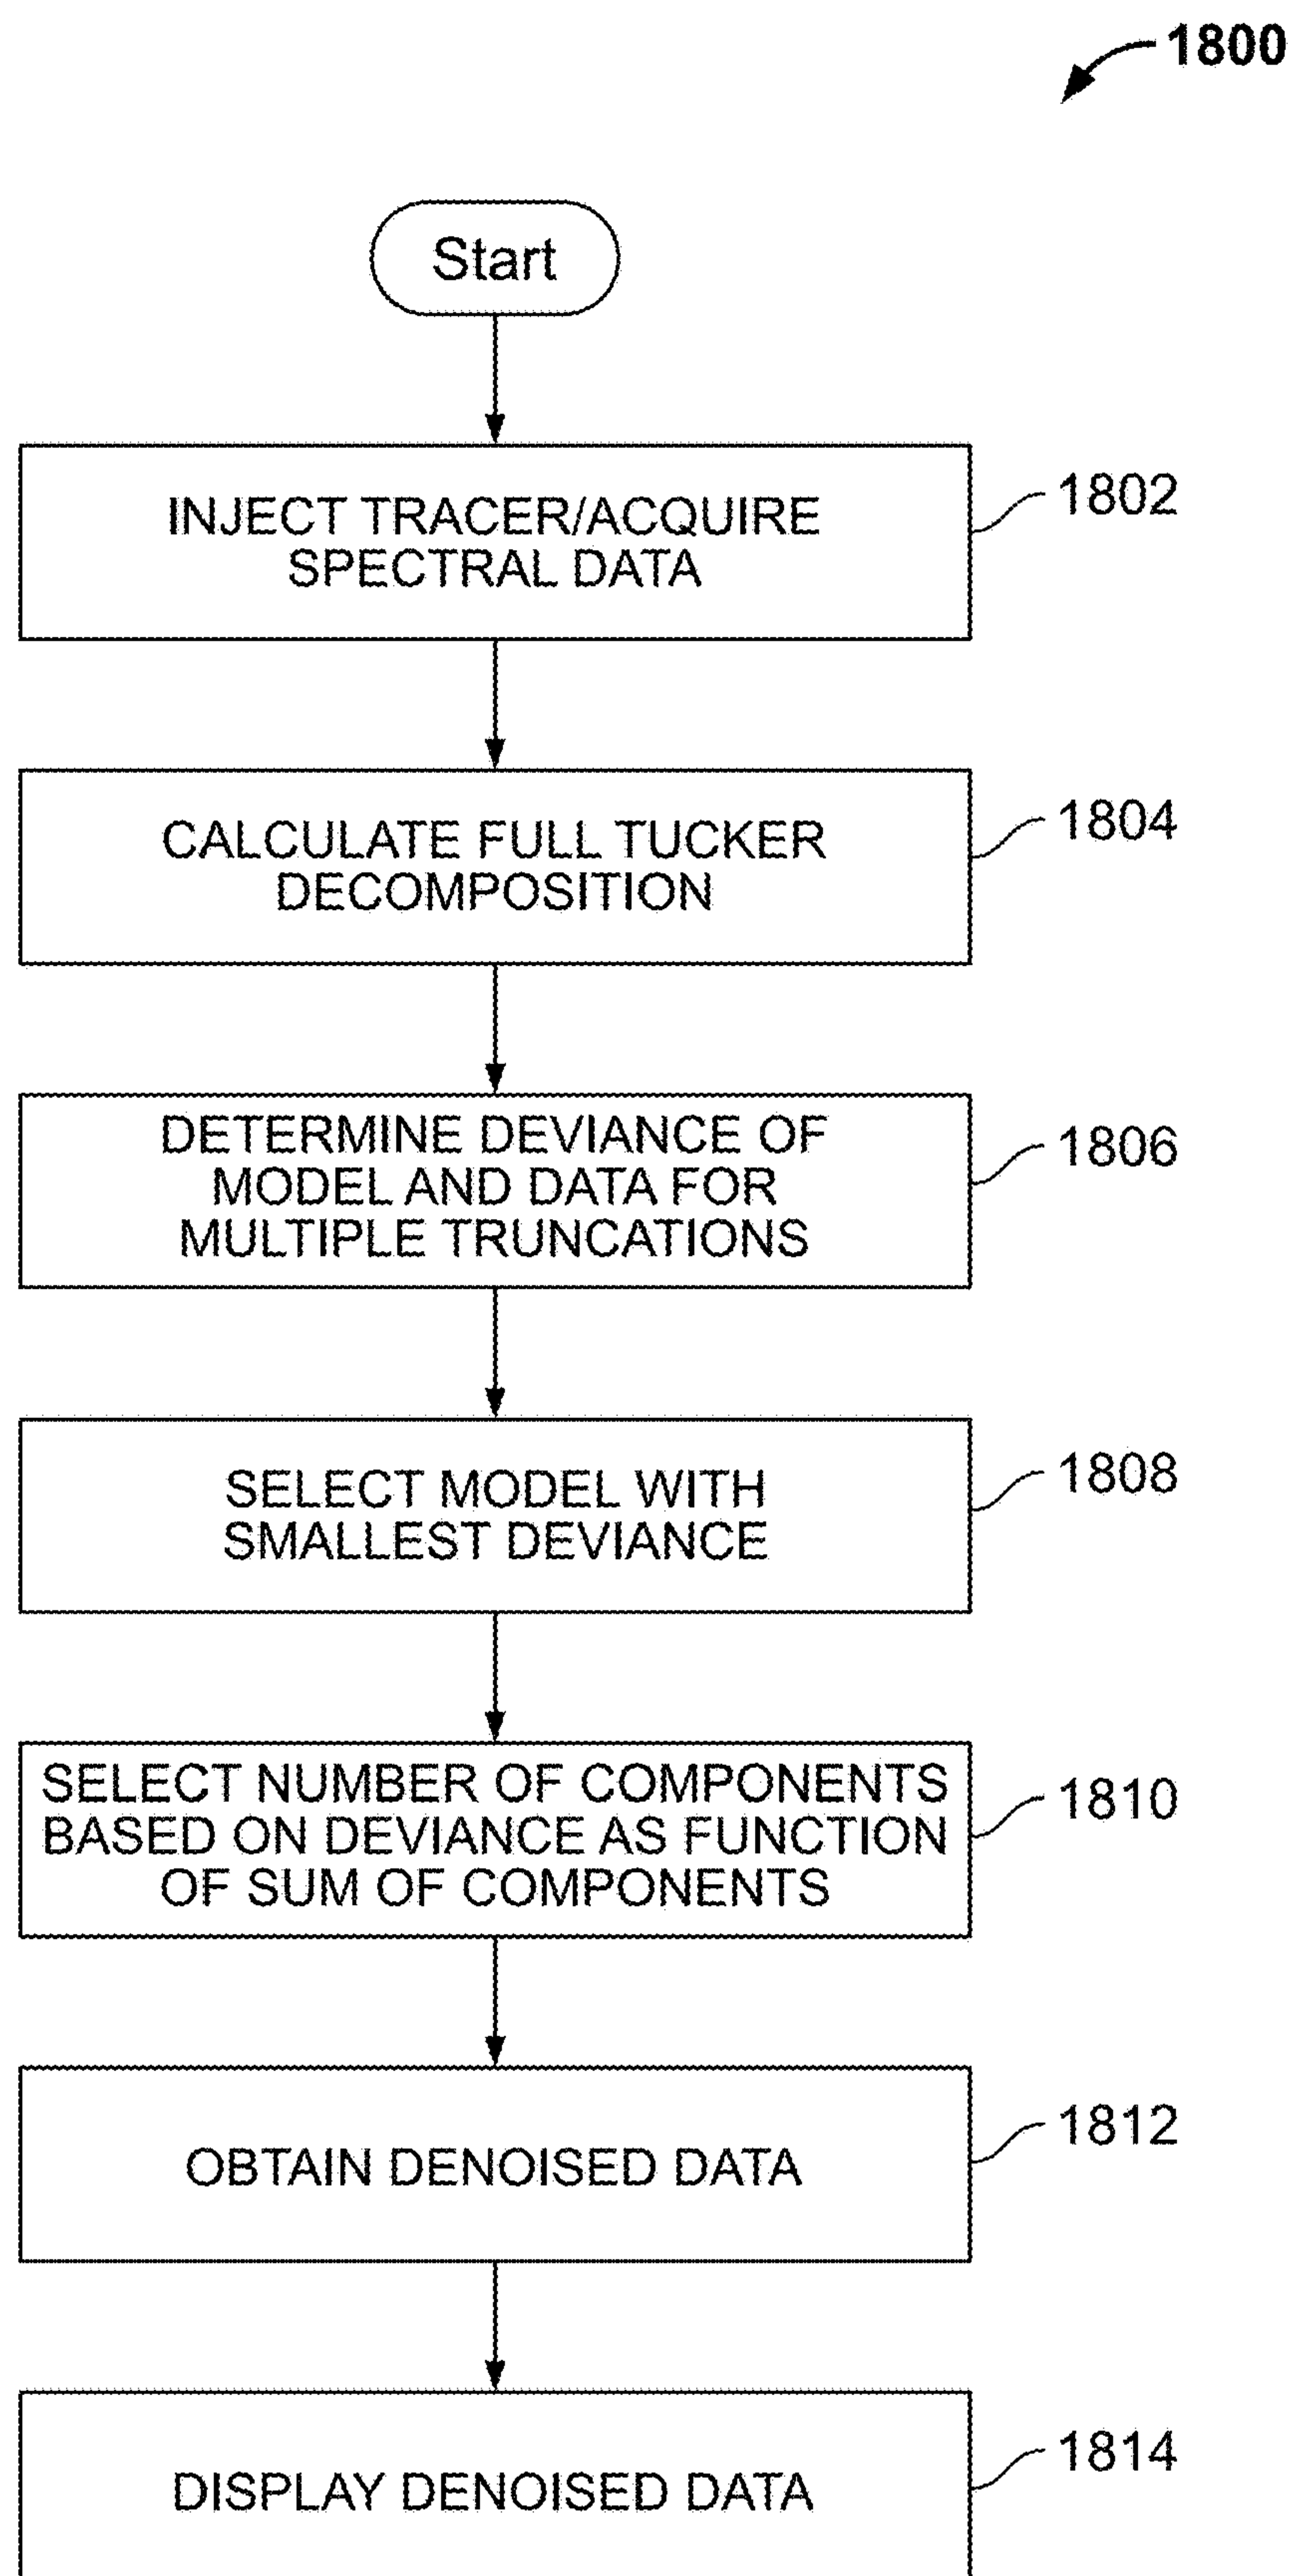 1800
Start
INJECT TRACER/ACQUIRE
SPECTRAL DATA
1802
CALCULATE FULL TUCKER
DECOMPOSITION
1804
DETERMINE DEVIANCE OF
MODEL AND DATA FOR
MULTIPLE TRUNCATIONS
1806
SELECT MODEL WITH
SMALLEST DEVIANCE
1808
SELECT NUMBER OF COMPONENTS
BASED ON DEVIANCE AS FUNCTION
OF SUM OF COMPONENTS
1810
OBTAIN DENOISED DATA
1812
DISPLAY DENOISED DATA
1814